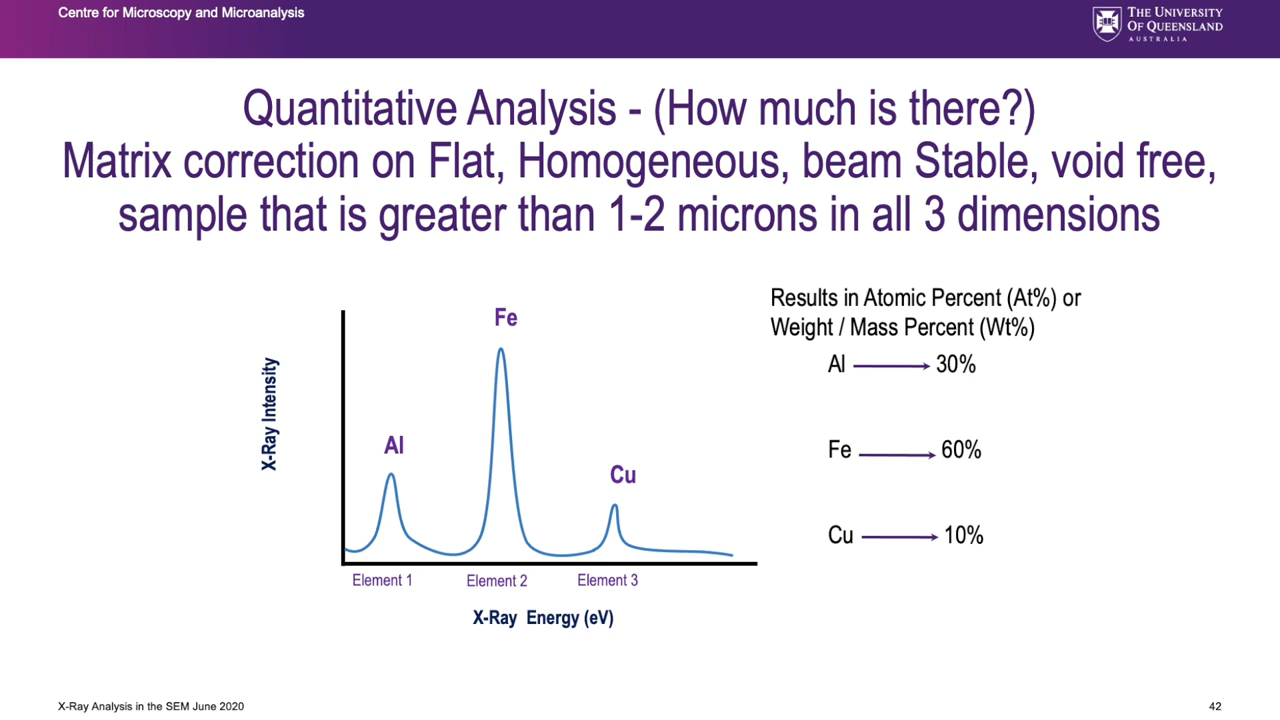 Centre for Microscopy and Microanalysis
THE UNIVERSITY
OF QUEENSLAND
AUSTRALIA
Quantitative Analysis - (How much is there?)
Matrix correction on Flat, Homogeneous, beam Stable, void free,
sample that is greater than 1-2 microns in all 3 dimensions
Results in Atomic Percent (At%) or
Weight / Mass Percent (Wt%)
Al 30%
Fe 60%
Cu 10%
X-Ray Intensity
Fe
Al
Cu
Element 1 Element 2 Element 3
X-Ray Energy (eV)
X-Ray Analysis in the SEM June 2020
42